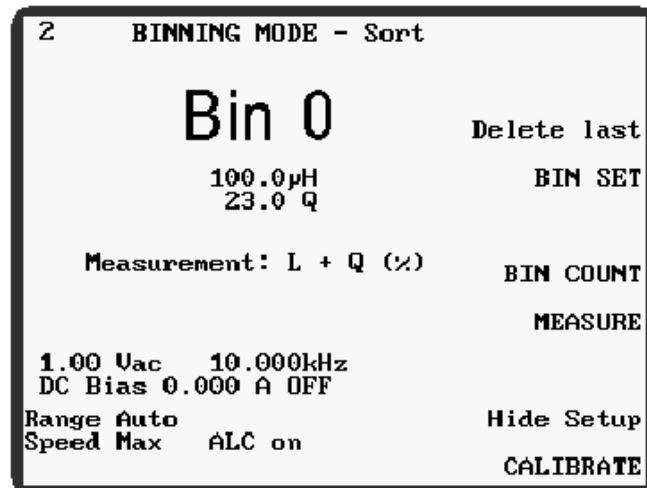 2 BINNING MODE - Sort
Bin 0
Delete last
100.0µH
BIN SET
23.0 Q
Measurement: L + Q (%)
BIN COUNT
MEASURE
1.00 Vac 10.000kHz
DC Bias 0.000 A OFF
Range Auto
Hide Setup
Speed Max ALC on
CALIBRATE